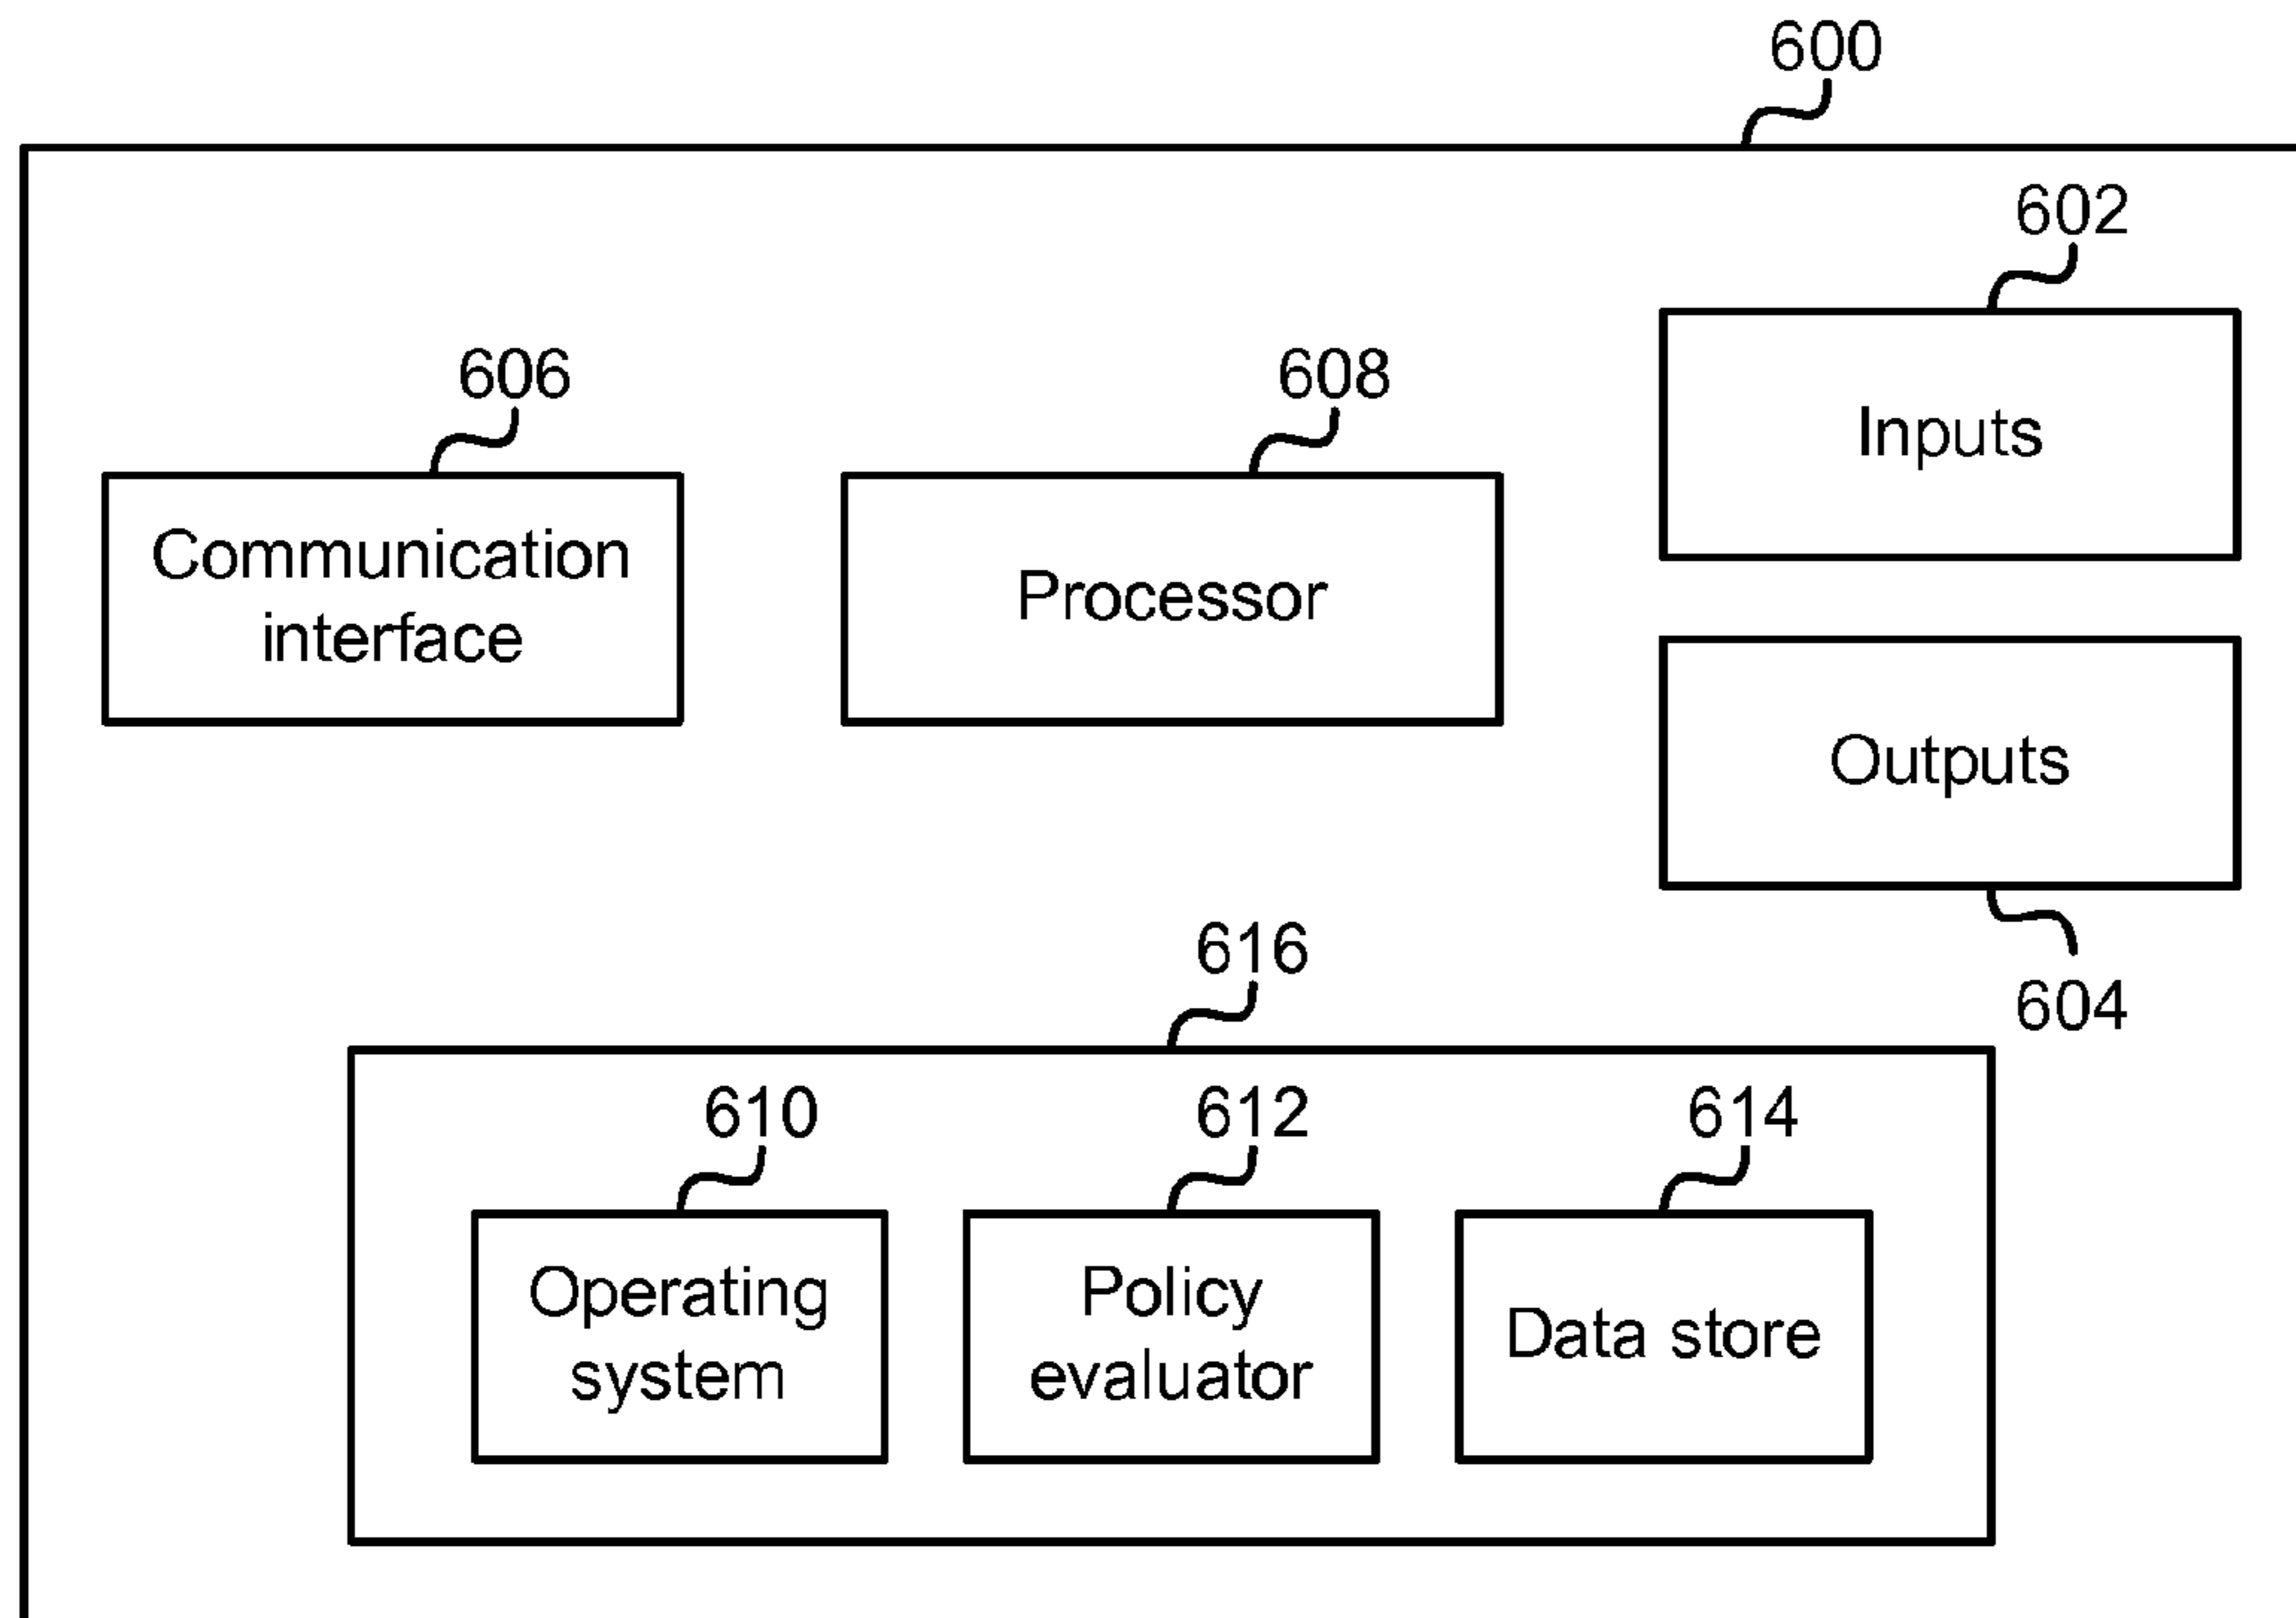 600
602
Inputs
606
Communication
interface
608
Processor
Outputs
604
616
610
Operating
system
612
Policy
evaluator
614
Data store